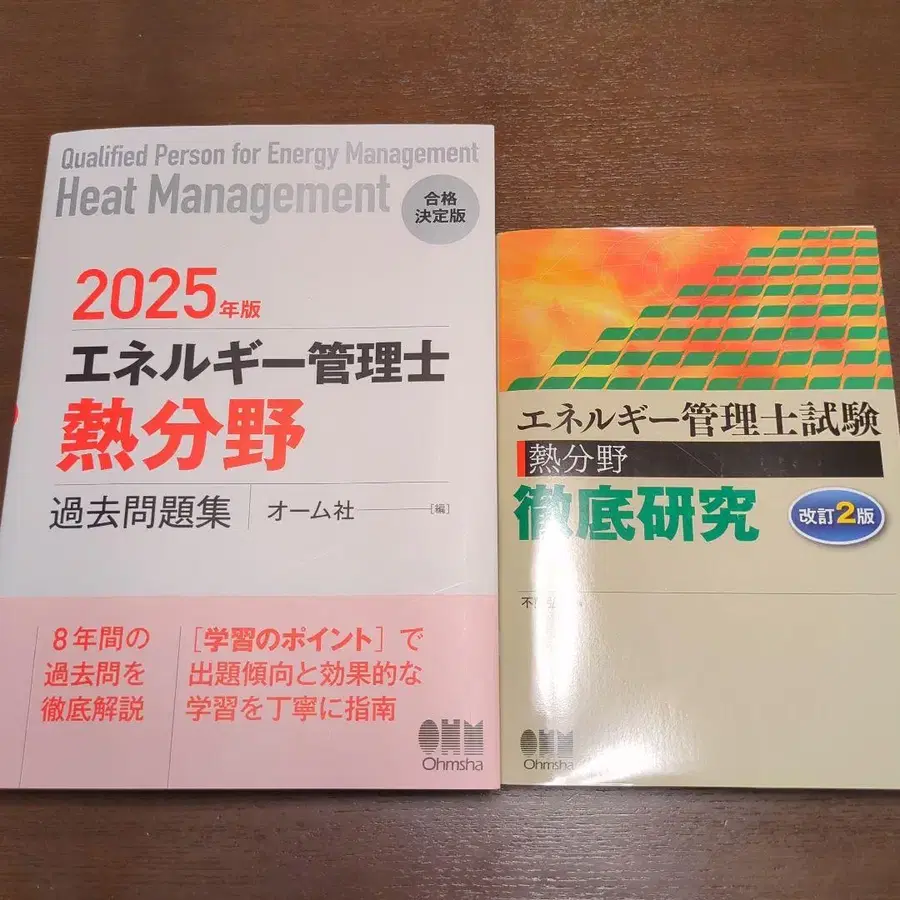 Qualified Person for Energy Management
Heat Management
合格
決定版
2025年版
エネルギー管理士
熱分野
過去問題集
オーム社
[編]
8年間の
過去問を
徹底解説
[学習のポイント]で
出題傾向と効果的な
学習を丁寧に指南
OHM
Ohmsha
エネルギー管理士試験
熱分野
徹底研究
改訂2版
不
OHM
Ohmsha